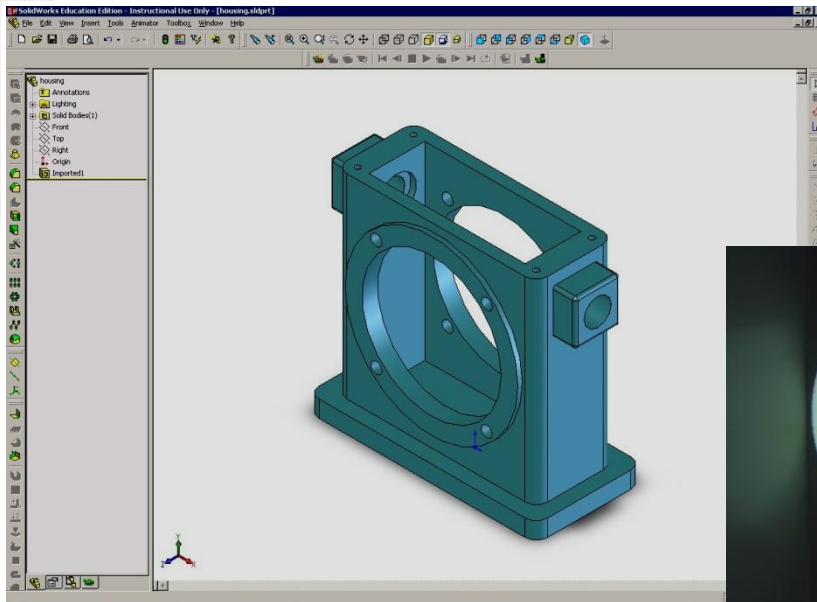 SolidWorks Education Edition - Instructional Use Only - [housing.sldprt]
File Edit View Insert Tools Animator Toolbox Window Help
housing
Annotations
Lighting
Solid Bodies(1)
Front
Top
Right
Origin
Imported1
Y
Z
X